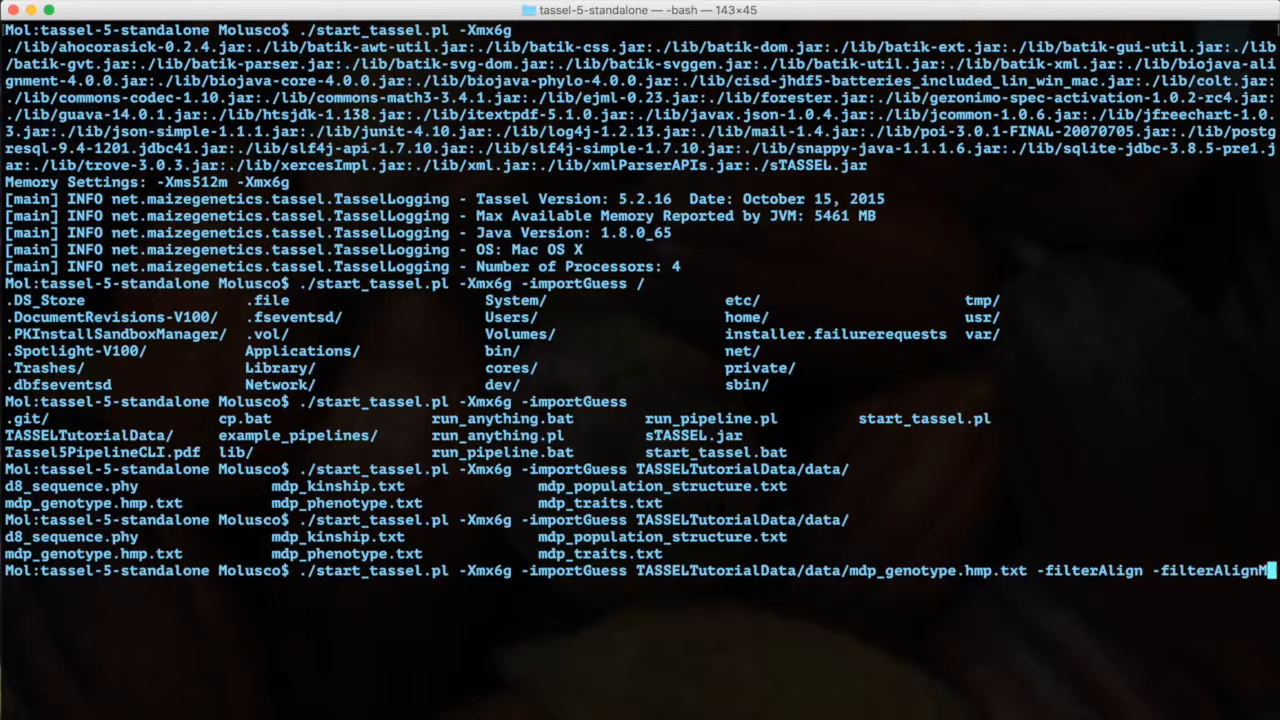 tassel-5-standalone — -bash — 143×45
Mol:tassel-5-standalone Molusco$ ./start_tassel.pl -Xmx6g
./lib/ahocorasick-0.2.4.jar:./lib/batik-awt-util.jar:./lib/batik-css.jar:./lib/batik-dom.jar:./lib/batik-ext.jar:./lib/batik-gui-util.jar:./lib
/batik-gvt.jar:./lib/batik-parser.jar:./lib/batik-svg-dom.jar:./lib/batik-svggen.jar:./lib/batik-util.jar:./lib/batik-xml.jar:./lib/biojava-ali
gnment-4.0.0.jar:./lib/biojava-core-4.0.0.jar:./lib/biojava-phylo-4.0.0.jar:./lib/cisd-jhdf5-batteries_included_lin_win_mac.jar:./lib/colt.jar:
./lib/commons-codec-1.10.jar:./lib/commons-math3-3.4.1.jar:./lib/ejml-0.23.jar:./lib/forester.jar:./lib/geronimo-spec-activation-1.0.2-rc4.jar:
./lib/guava-14.0.1.jar:./lib/htsjdk-1.138.jar:./lib/itextpdf-5.1.0.jar:./lib/javax.json-1.0.4.jar:./lib/jcommon-1.0.6.jar:./lib/jfreechart-1.0.
3.jar:./lib/json-simple-1.1.1.jar:./lib/junit-4.10.jar:./lib/log4j-1.2.13.jar:./lib/mail-1.4.jar:./lib/poi-3.0.1-FINAL-20070705.jar:./lib/postg
resql-9.4-1201.jdbc41.jar:./lib/slf4j-api-1.7.10.jar:./lib/slf4j-simple-1.7.10.jar:./lib/snappy-java-1.1.1.6.jar:./lib/sqlite-jdbc-3.8.5-pre1.j
ar:./lib/trove-3.0.3.jar:./lib/xercesImpl.jar:./lib/xml.jar:./lib/xmlParserAPIs.jar:./sTASSEL.jar
Memory Settings: -Xms512m -Xmx6g
[main] INFO net.maizegenetics.tassel.TasselLogging - Tassel Version: 5.2.16  Date: October 15, 2015
[main] INFO net.maizegenetics.tassel.TasselLogging - Max Available Memory Reported by JVM: 5461 MB
[main] INFO net.maizegenetics.tassel.TasselLogging - Java Version: 1.8.0_65
[main] INFO net.maizegenetics.tassel.TasselLogging - OS: Mac OS X
[main] INFO net.maizegenetics.tassel.TasselLogging - Number of Processors: 4
Mol:tassel-5-standalone Molusco$ ./start_tassel.pl -Xmx6g -importGuess /
.DS_Store .file System/ etc/ tmp/
.DocumentRevisions-V100/ .fseventsd/ Users/ home/ usr/
.PKInstallSandboxManager/ .vol/ Volumes/ installer.failurerequests var/
.Spotlight-V100/ Applications/ bin/ net/
.Trashes/ Library/ cores/ private/
.dbfseventsd Network/ dev/ sbin/
Mol:tassel-5-standalone Molusco$ ./start_tassel.pl -Xmx6g -importGuess
.git/ cp.bat run_anything.bat run_pipeline.pl start_tassel.pl
TASSELTutorialData/ example_pipelines/ run_anything.pl sTASSEL.jar
Tassel5PipelineCLI.pdf lib/ run_pipeline.bat start_tassel.bat
Mol:tassel-5-standalone Molusco$ ./start_tassel.pl -Xmx6g -importGuess TASSELTutorialData/data/
d8_sequence.phy mdp_kinship.txt mdp_population_structure.txt
mdp_genotype.hmp.txt mdp_phenotype.txt mdp_traits.txt
Mol:tassel-5-standalone Molusco$ ./start_tassel.pl -Xmx6g -importGuess TASSELTutorialData/data/
d8_sequence.phy mdp_kinship.txt mdp_population_structure.txt
mdp_genotype.hmp.txt mdp_phenotype.txt mdp_traits.txt
Mol:tassel-5-standalone Molusco$ ./start_tassel.pl -Xmx6g -importGuess TASSELTutorialData/data/mdp_genotype.hmp.txt -filterAlign -filterAlignM